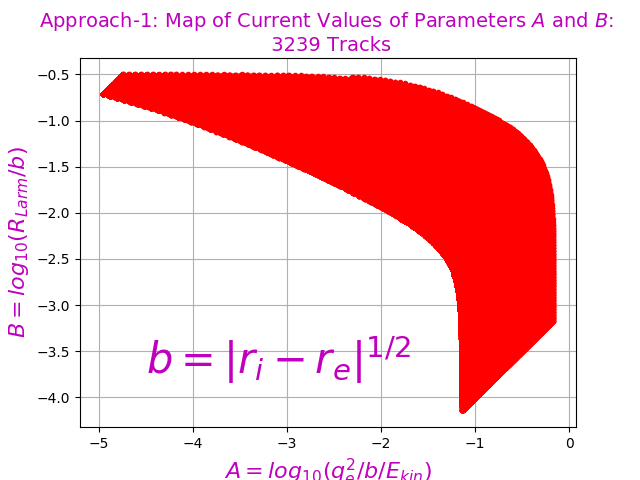 Approach-1: Map of Current Values of Parameters A and B:
3239 Tracks
B = log₁₀(R_Larm/b)
−0.5
−1.0
−1.5
−2.0
−2.5
−3.0
−3.5
−4.0
b = |rᵢ − rₑ|^{1/2}
−5 −4 −3 −2 −1 0
A = log₁₀(qₑ²/b/E_kin)